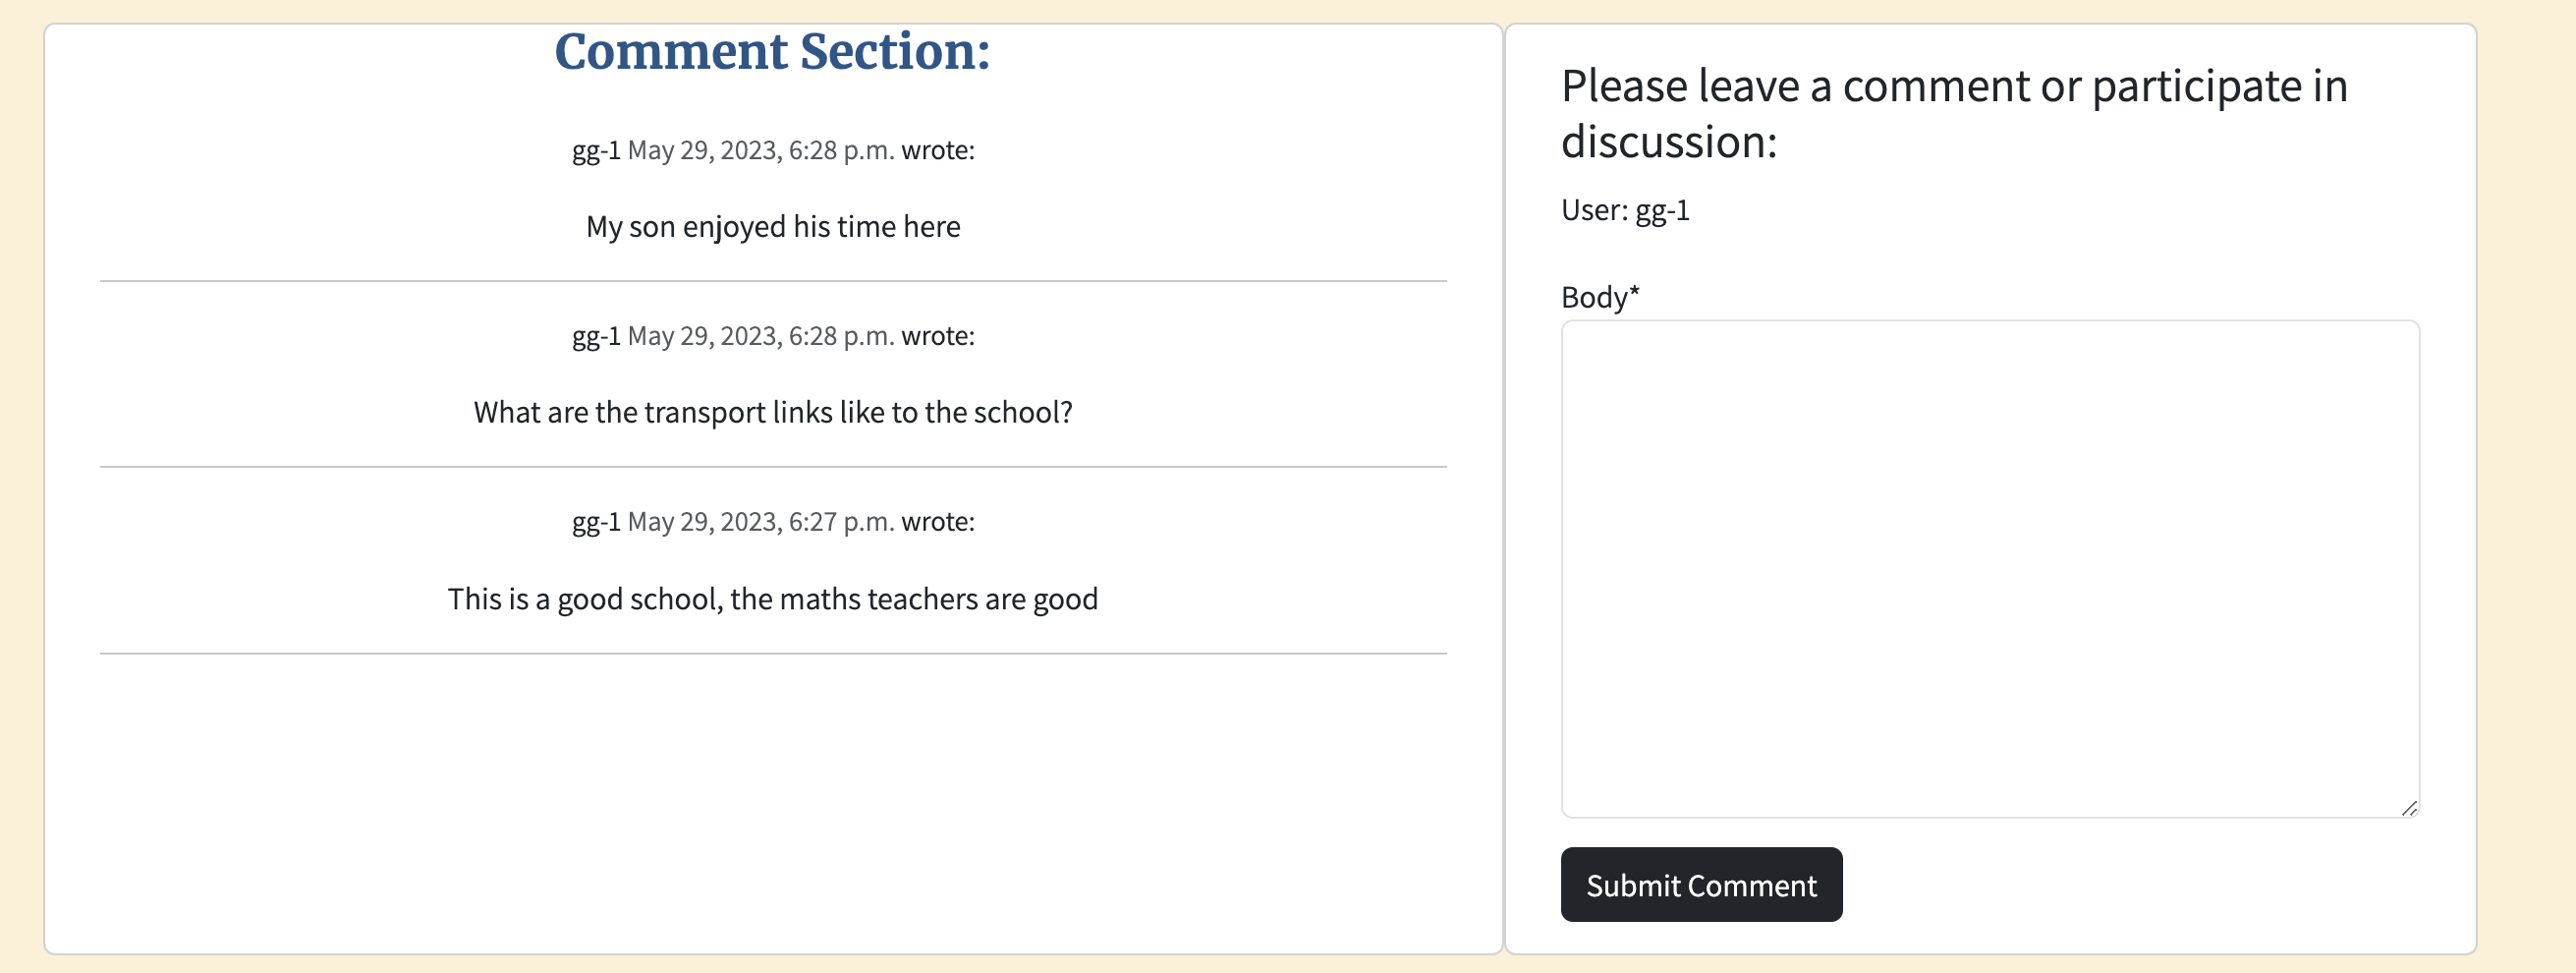 Comment Section:
gg-1 May 29, 2023, 6:28 p.m. wrote:
My son enjoyed his time here
gg-1 May 29, 2023, 6:28 p.m. wrote:
What are the transport links like to the school?
gg-1 May 29, 2023, 6:27 p.m. wrote:
This is a good school, the maths teachers are good
Please leave a comment or participate in
discussion:
User: gg-1
Body*
Submit Comment